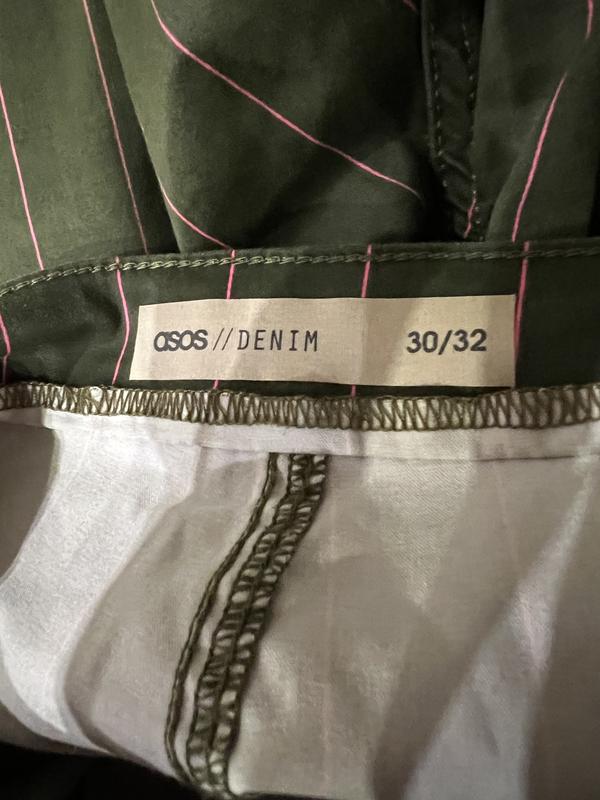 asos // DENIM 30/32